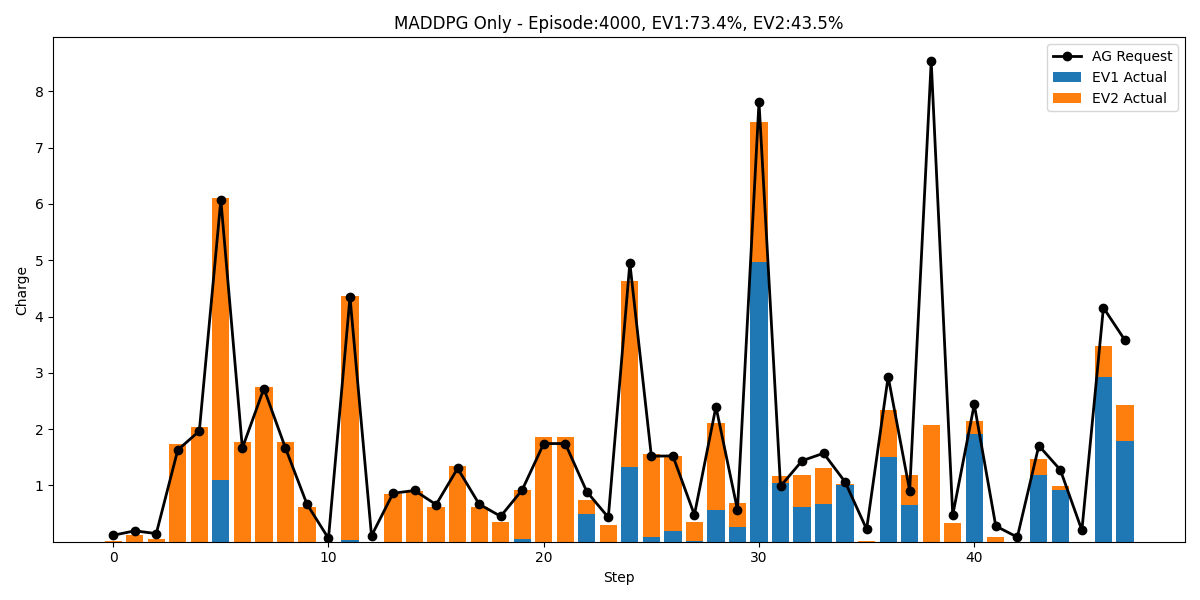 MADDPG Only - Episode:4000, EV1:73.4%, EV2:43.5%
AG Request
EV1 Actual
EV2 Actual
Charge
8
7
6
5
4
3
2
1
0 10 20 30 40
Step